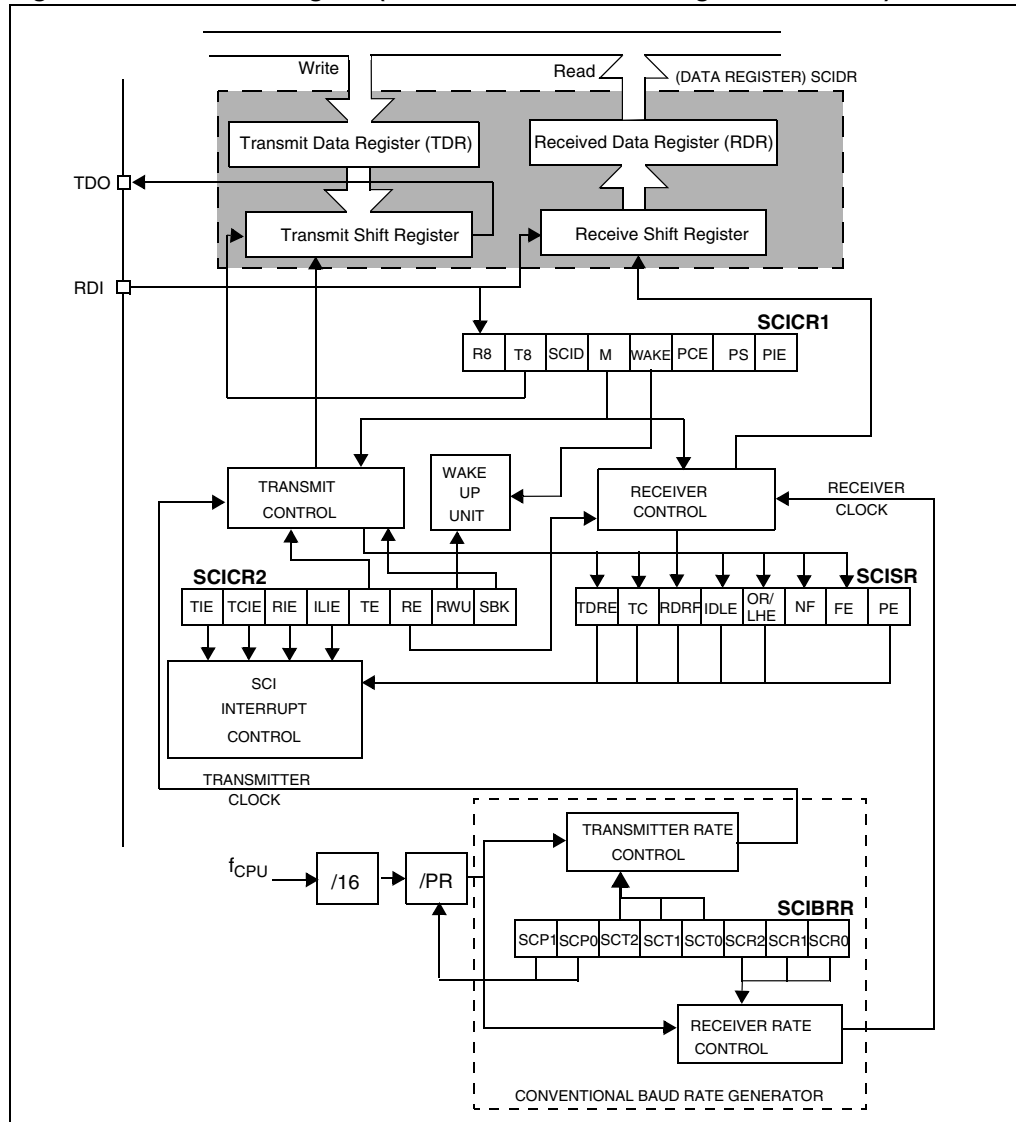 Write
Read
(DATA REGISTER) SCIDR
Transmit Data Register (TDR)
Received Data Register (RDR)
TDO
Transmit Shift Register
Receive Shift Register
RDI
SCICR1
R8 T8 SCID M WAKE PCE PS PIE
TRANSMIT
CONTROL
WAKE
UP
UNIT
RECEIVER
CONTROL
RECEIVER
CLOCK
SCICR2
TIE TCIE RIE ILIE TE RE RWU SBK
SCISR
TDRE TC RDRF IDLE OR/
LHE NF FE PE
SCI
INTERRUPT
CONTROL
TRANSMITTER
CLOCK
TRANSMITTER RATE
CONTROL
fCPU
/16
/PR
SCIBRR
SCP1 SCP0 SCT2 SCT1 SCT0 SCR2 SCR1 SCR0
RECEIVER RATE
CONTROL
CONVENTIONAL BAUD RATE GENERATOR